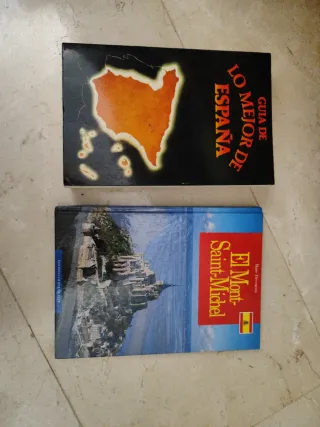 GUIA DE
LO MEJOR DE
ESPAÑA
El Mont-
Saint-Michel